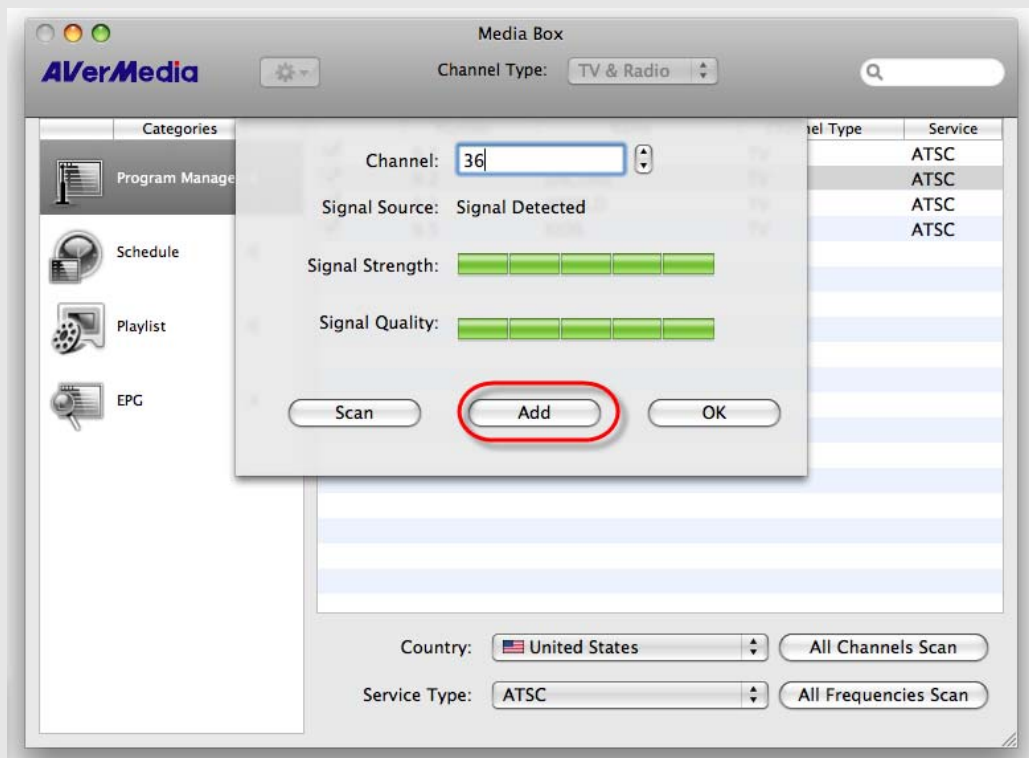 Media Box
AVerMedia
Channel Type: TV & Radio
Categories
Channel Type Service
Program Manage
Schedule
Playlist
EPG
Channel: 36
Signal Source: Signal Detected
Signal Strength:
Signal Quality:
Scan Add OK
ATSC
ATSC
ATSC
ATSC
Country: United States All Channels Scan
Service Type: ATSC All Frequencies Scan